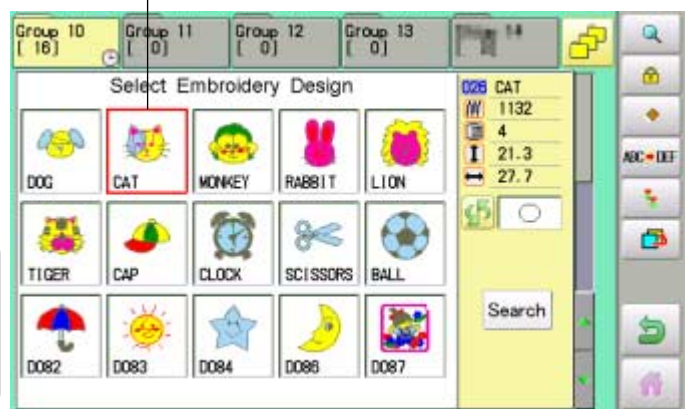 Group 10
[ 16]
Group 11
[ 0]
Group 12
[ 0]
Group 13
[ 0]
14
Select Embroidery Design
DOG
CAT
MONKEY
RABBIT
LION
TIGER
CAP
CLOCK
SCISSORS
BALL
D082
D083
D084
D086
D087
026 CAT
1132
4
21.3
27.7
Search
ABC DEF